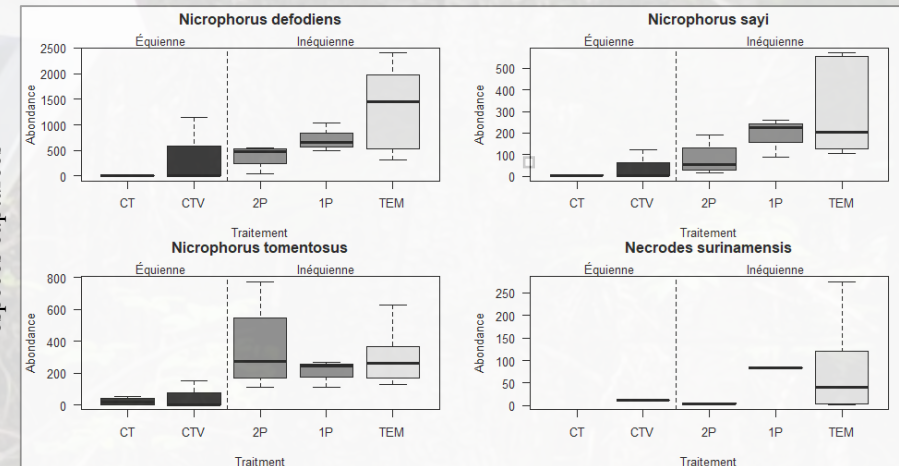 Nicrophorus defodiens
Équienne Inéquienne
Abondance
2500
2000
1500
1000
500
0
CT CTV 2P 1P TEM
Traitement
Nicrophorus sayi
Équienne Inéquienne
Abondance
500
400
300
200
100
0
CT CTV 2P 1P TEM
Traitement
Nicrophorus tomentosus
Équienne Inéquienne
Abondance
800
600
400
200
0
CT CTV 2P 1P TEM
Traitment
Necrodes surinamensis
Équienne Inéquienne
Abondance
250
200
150
100
50
0
CT CTV 2P 1P TEM
Traitement